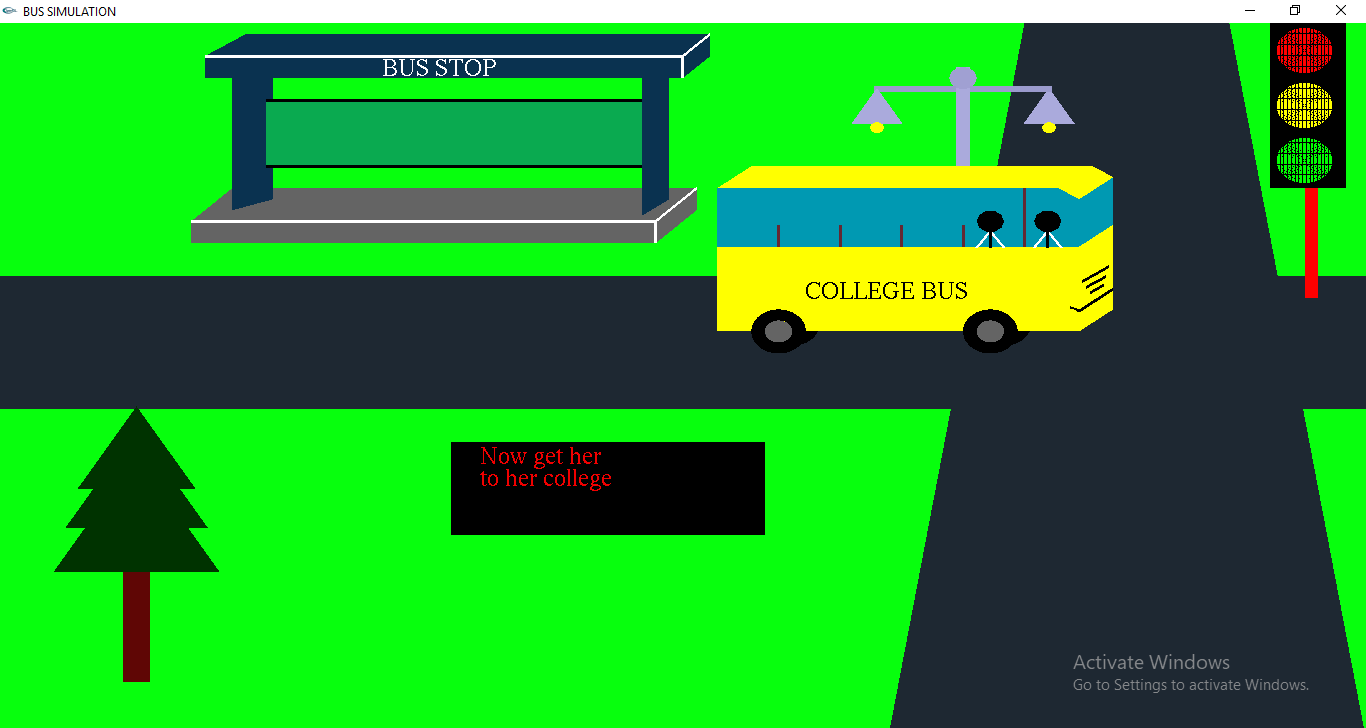 BUS SIMULATION
BUS STOP
COLLEGE BUS
Now get her
to her college
Activate Windows
Go to Settings to activate Windows.